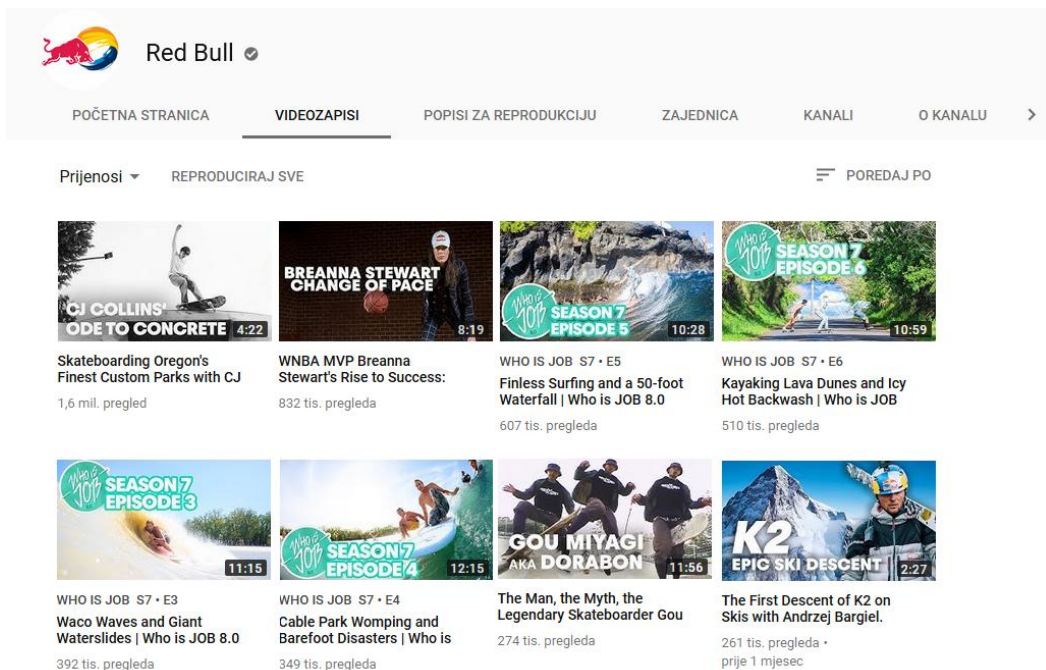 Red Bull
POČETNA STRANICA VIDEOZAPISI POPISI ZA REPRODUKCIJU ZAJEDNICA KANALI O KANALU
Prijenosi REPRODUCIRAJ SVE POREDAJ PO
CJ COLLINS'
ODE TO CONCRETE 4:22
Skateboarding Oregon's
Finest Custom Parks with CJ
1,6 mil. pregled
BREANNA STEWART
CHANGE OF PACE
8:19
WNBA MVP Breanna
Stewart's Rise to Success:
832 tis. pregleda
WHO IS
JOB
SEASON 7
EPISODE 5
10:28
WHO IS JOB S7 • E5
Finless Surfing and a 50-foot
Waterfall | Who is JOB 8.0
607 tis. pregleda
WHO IS
JOB
SEASON 7
EPISODE 6
10:59
WHO IS JOB S7 • E6
Kayaking Lava Dunes and Icy
Hot Backwash | Who is JOB
510 tis. pregleda
WHO IS
JOB
SEASON 7
EPISODE 3
11:15
WHO IS JOB S7 • E3
Waco Waves and Giant
Waterslides | Who is JOB 8.0
392 tis. pregleda
WHO IS
JOB
SEASON 7
EPISODE 4
12:15
WHO IS JOB S7 • E4
Cable Park Womping and
Barefoot Disasters | Who is
349 tis. pregleda
GOU MIYAGI
AKA DORABON
11:56
The Man, the Myth, the
Legendary Skateboarder Gou
274 tis. pregleda
K2
EPIC SKI DESCENT
2:27
The First Descent of K2 on
Skis with Andrzej Bargiel.
261 tis. pregleda •
prije 1 mjesec